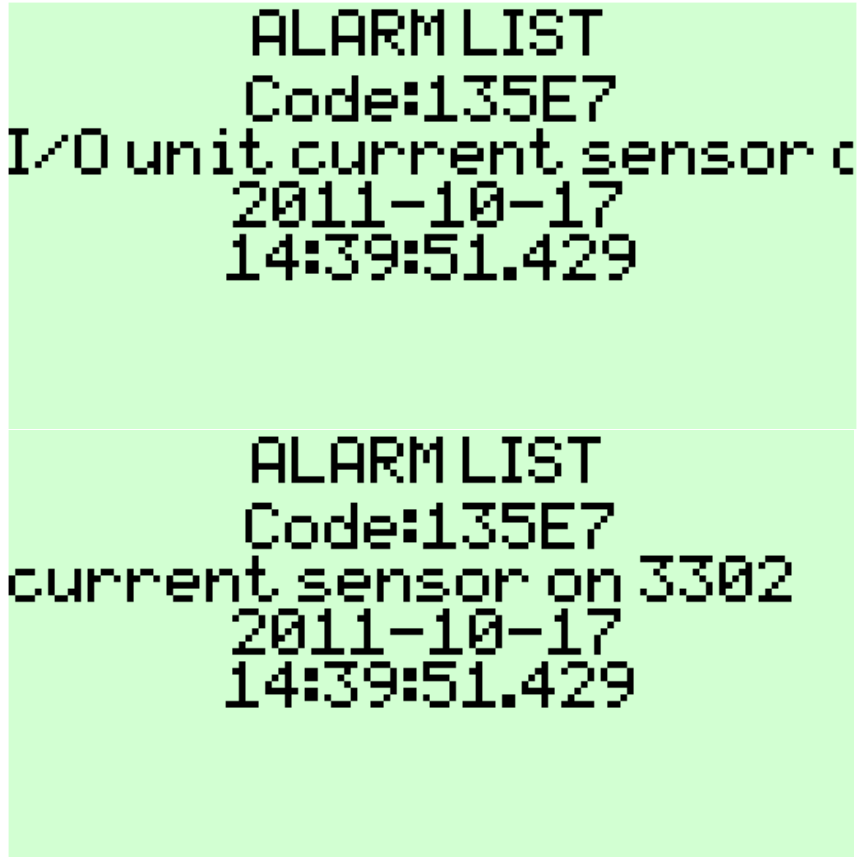 ALARM LIST
Code:135E7
I/O unit current sensor
2011-10-17
14:39:51.429
ALARM LIST
Code:135E7
current sensor on 3302
2011-10-17
14:39:51.429